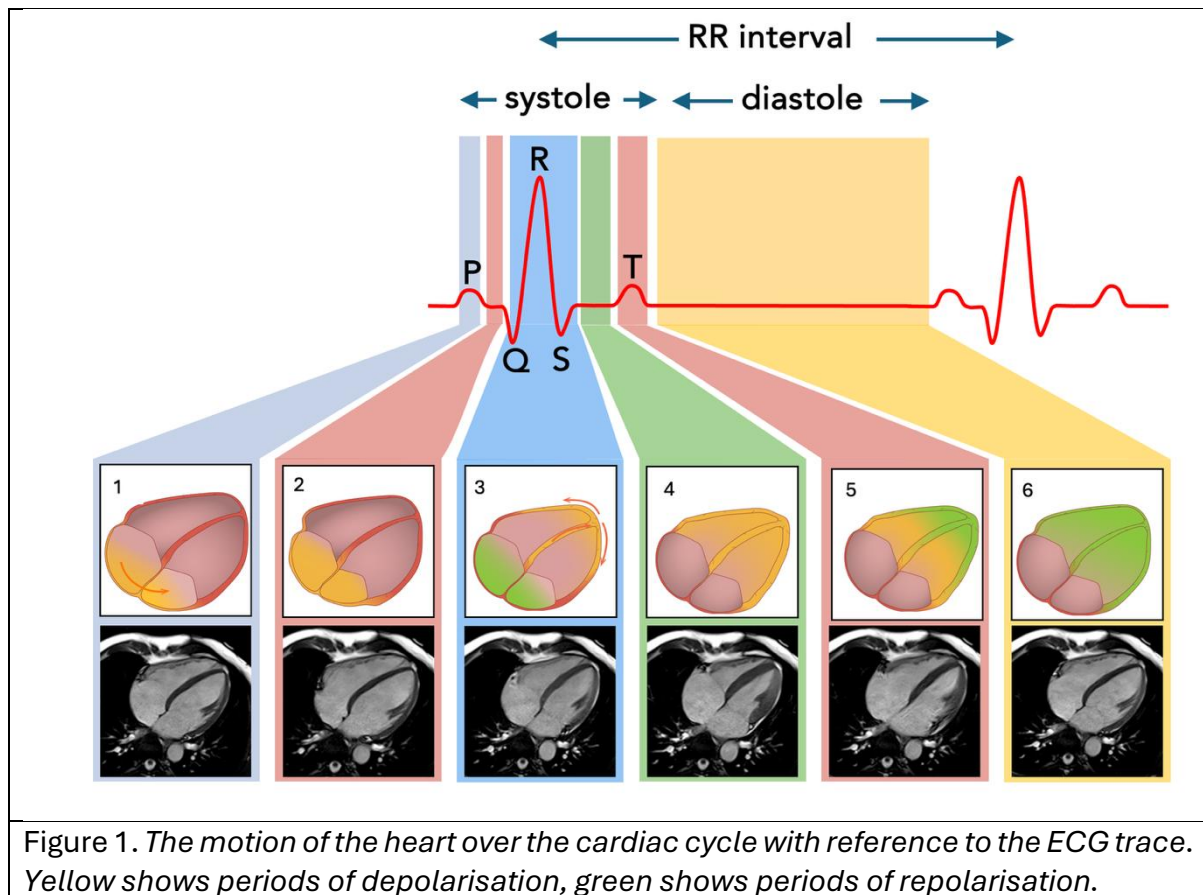 RR interval
systole diastole
R
P T
Q S
1 2 3 4 5 6
Figure 1. The motion of the heart over the cardiac cycle with reference to the ECG trace.
Yellow shows periods of depolarisation, green shows periods of repolarisation.